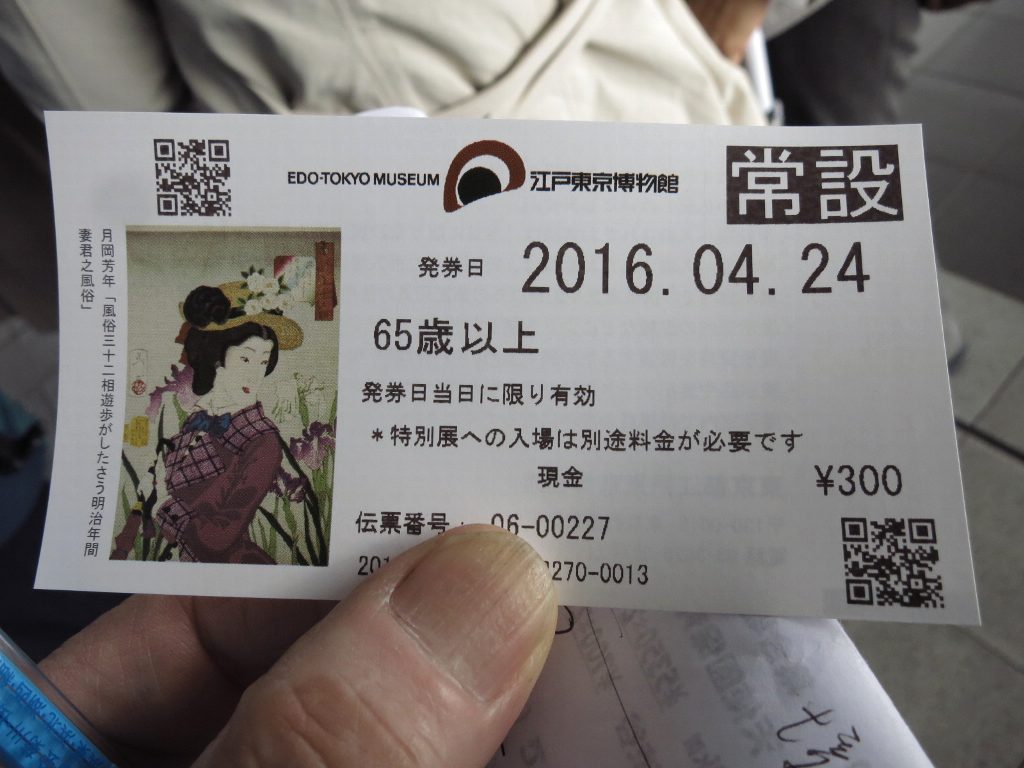 EDO-TOKYO MUSEUM 江戸東京博物館
常設
発券日 2016.04.24
65歳以上
発券日当日に限り有効
*特別展への入場は別途料金が必要です
現金 ¥300
伝票番号: 06-00227
270-0013
月岡芳年「風俗三十二相遊歩がしたさう明治年間
妻君之風俗」